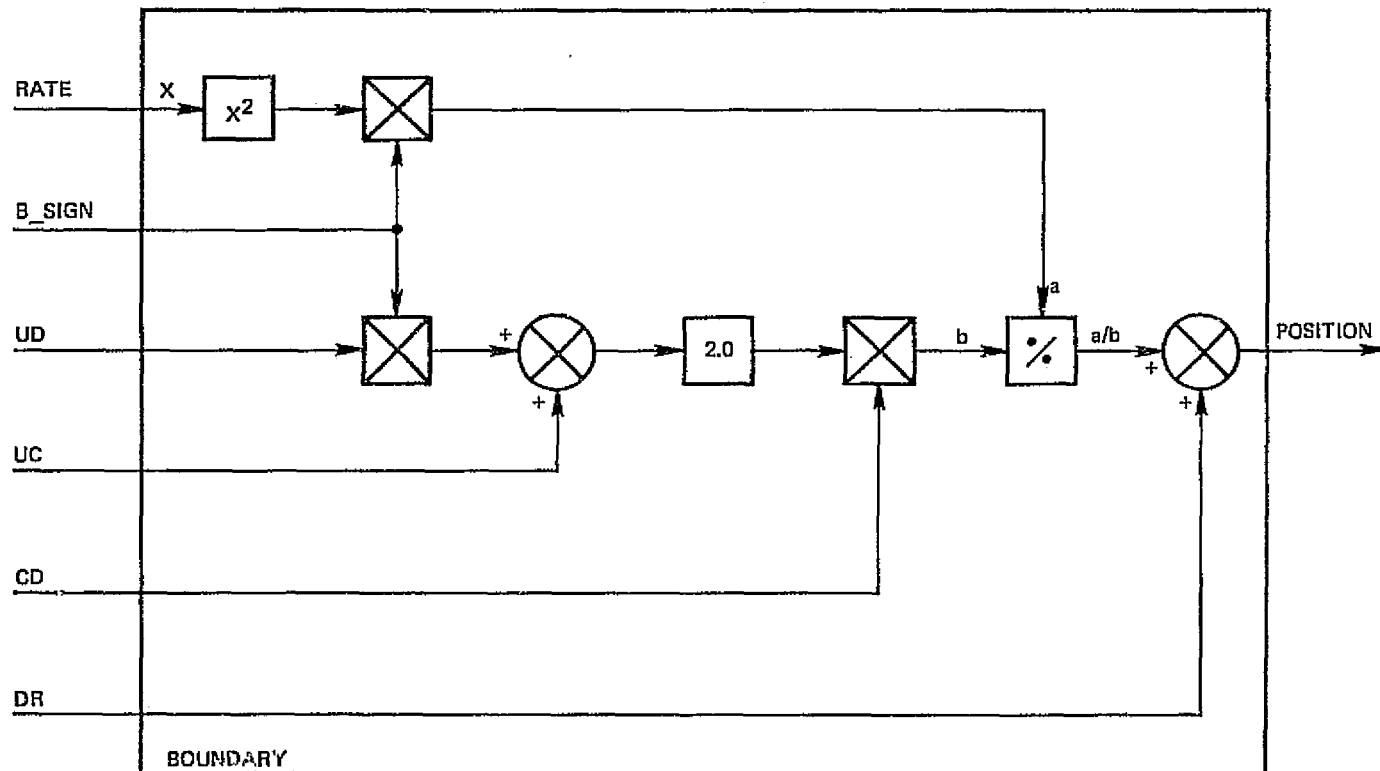 RATE
X
X²
B_SIGN
a
UD
+
2.0
b
a/b
+
POSITION
+
+
UC
CD
DR
BOUNDARY